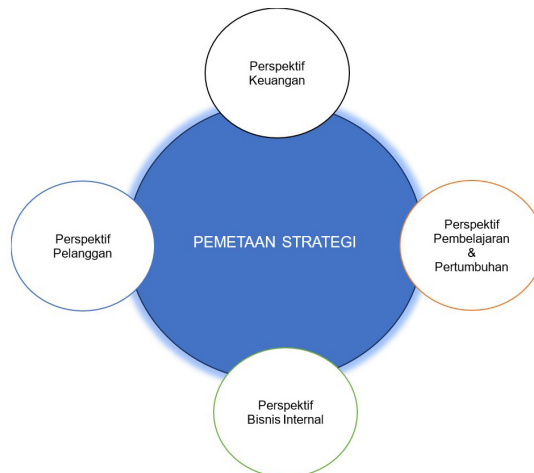 Perspektif
Keuangan
Perspektif
Pelanggan
PEMETAAN STRATEGI
Perspektif
Pembelajaran
&
Pertumbuhan
Perspektif
Bisnis Internal